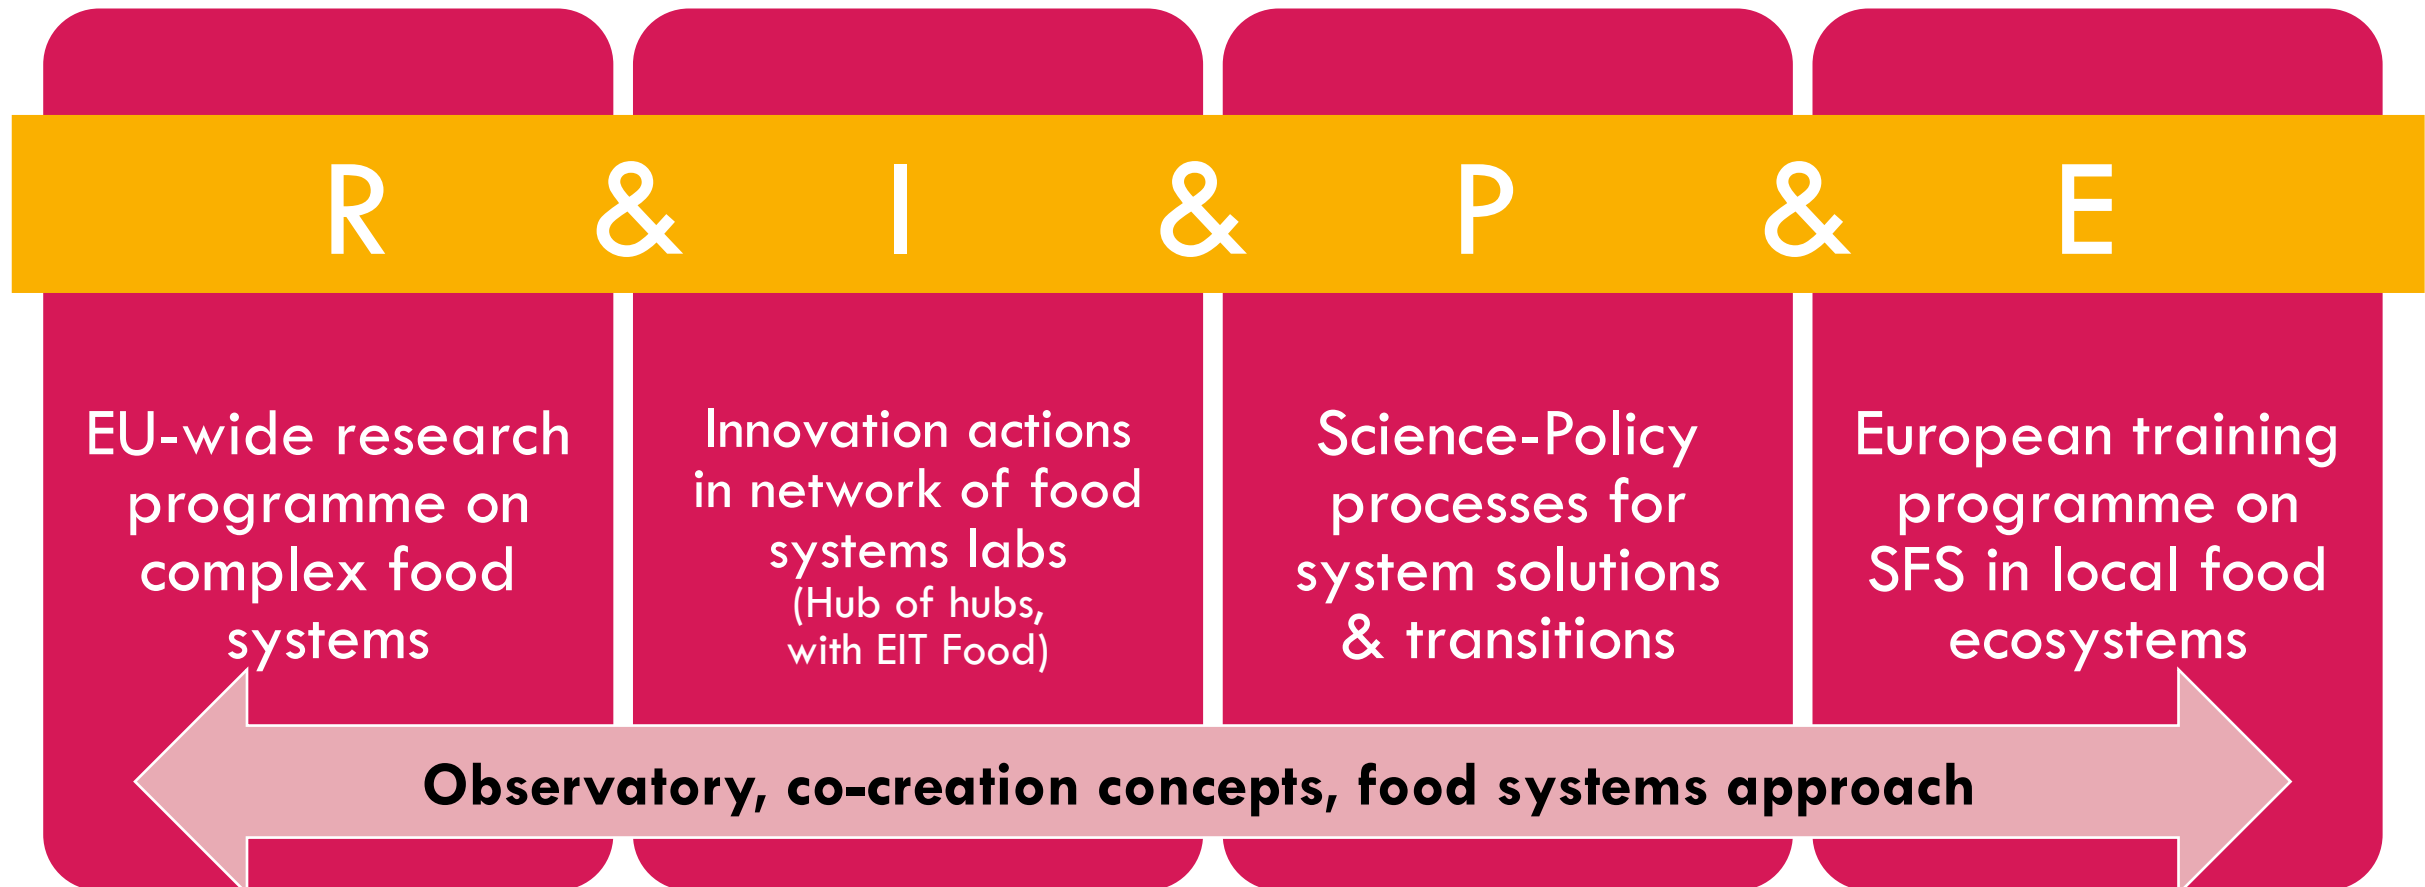 R & I & P & E
EU-wide research
programme on
complex food
systems
Innovation actions
in network of food
systems labs
(Hub of hubs,
with EIT Food)
Science-Policy
processes for
system solutions
& transitions
European training
programme on
SFS in local food
ecosystems
Observatory, co-creation concepts, food systems approach